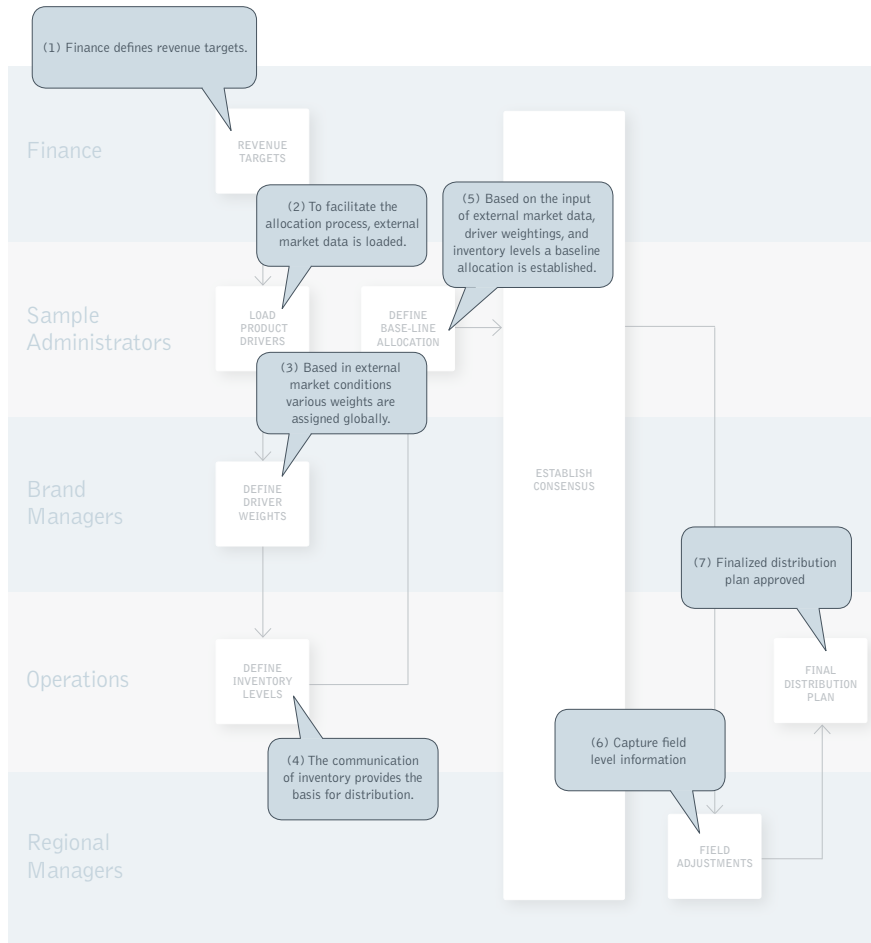 (1) Finance defines revenue targets.
Finance
REVENUE
TARGETS
(2) To facilitate the
allocation process, external
market data is loaded.
(5) Based on the input
of external market data,
driver weightings, and
inventory levels a baseline
allocation is established.
Sample
Administrators
LOAD
PRODUCT
DRIVERS
DEFINE
BASE-LINE
ALLOCATION
(3) Based in external
market conditions
various weights are
assigned globally.
Brand
Managers
DEFINE
DRIVER
WEIGHTS
ESTABLISH
CONSENSUS
(7) Finalized distribution
plan approved
Operations
DEFINE
INVENTORY
LEVELS
FINAL
DISTRIBUTION
PLAN
(4) The communication
of inventory provides the
basis for distribution.
(6) Capture field
level information
Regional
Managers
FIELD
ADJUSTMENTS